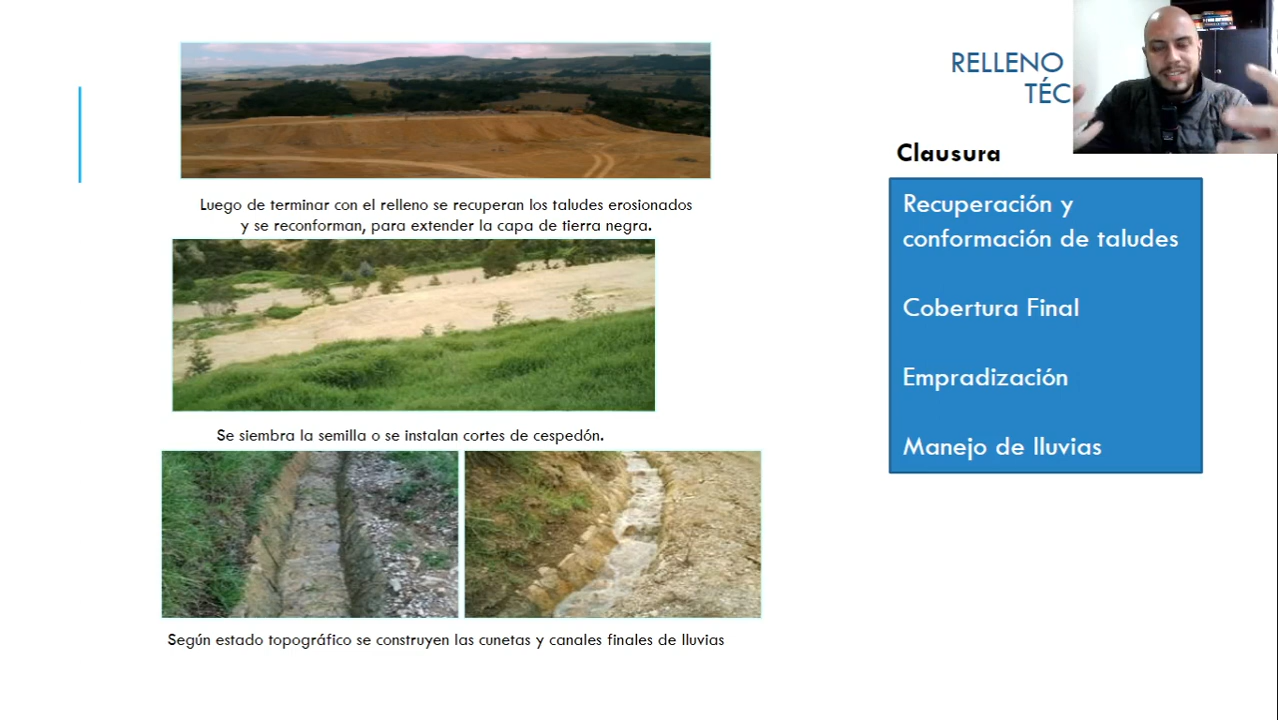 RELLENO
TÉC
Clausura
Recuperación y
conformación de taludes
Cobertura Final
Empradización
Manejo de lluvias
Luego de terminar con el relleno se recuperan los taludes erosionados
y se reconforman, para extender la capa de tierra negra.
Se siembra la semilla o se instalan cortes de cespedón.
Según estado topográfico se construyen las cunetas y canales finales de lluvias